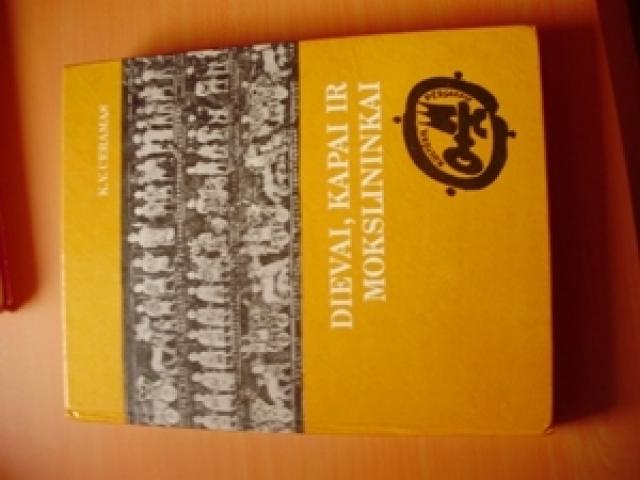 K.V. CERAMAS
DIEVAI, KAPAI IR
MOKSLININKAI